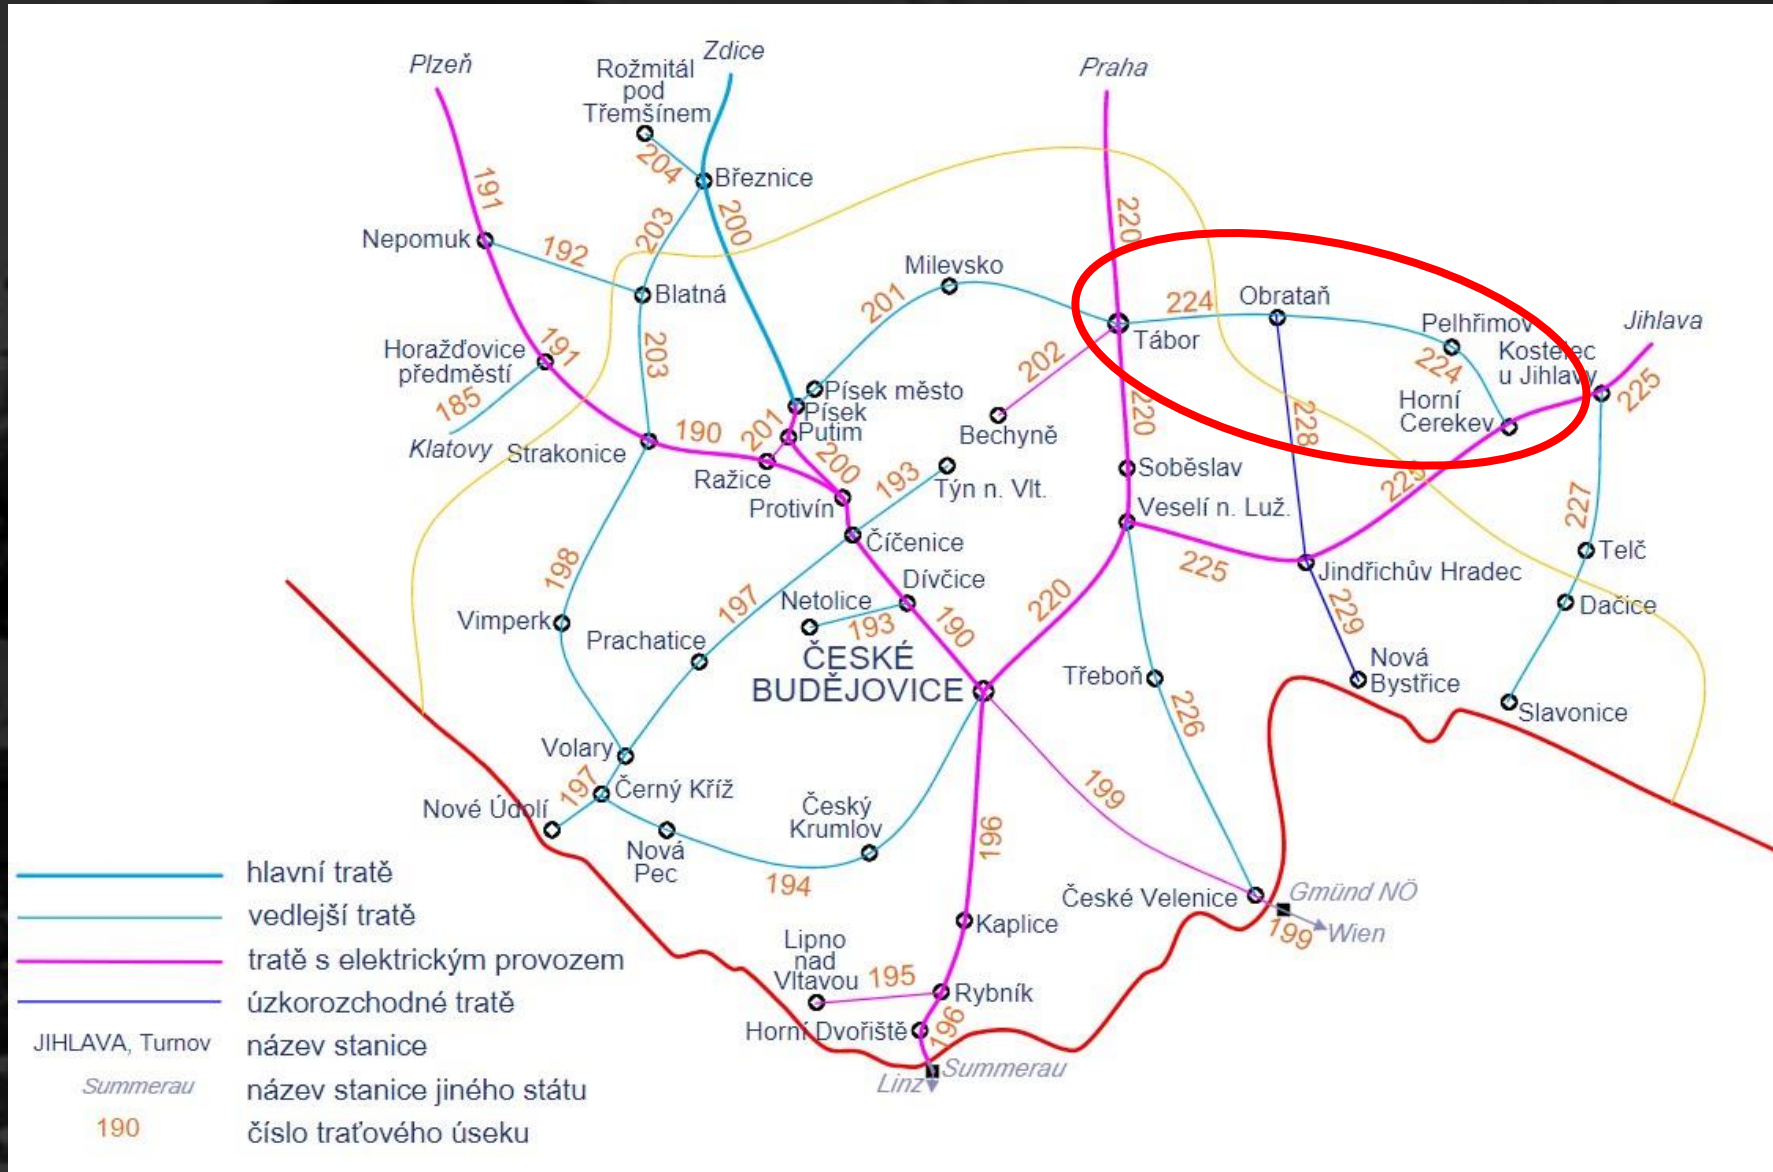 Plzeň
Zdice
Praha
Rožmitál
pod
Třemšínem
204
Březnice
191
203
200
220
Nepomuk
192
Blatná
Milevsko
201
224
Obrataň
Pelhřimov
Jihlava
Tábor
Kostelec
u Jihlavy
224
225
Horažďovice
předměstí
191
203
185
Klatovy
Strakonice
190
201
Písek město
Písek
Putim
202
Bechyně
220
228
Horní
Cerekev
Ražice
200
193
Týn n. Vlt.
Soběslav
225
227
Protivín
Veselí n. Luž.
Číčenice
225
Telč
198
Dívčice
Jindřichův Hradec
197
Netolice
193
190
220
229
Dačice
Vimperk
Prachatice
ČESKÉ
BUDĚJOVICE
Třeboň
Nová
Bystřice
226
Slavonice
Volary
197
Černý Kříž
Nové Údolí
Český
Krumlov
199
196
Nová
Pec
194
České Velenice
Gmünd NÖ
199
Wien
Kaplice
Lipno
nad
Vltavou
195
Rybník
Horní Dvořiště
196
Linz
Summerau
hlavní tratě
vedlejší tratě
tratě s elektrickým provozem
úzkorozchodné tratě
JIHLAVA, Turnov název stanice
Summerau název stanice jiného státu
190 číslo traťového úseku